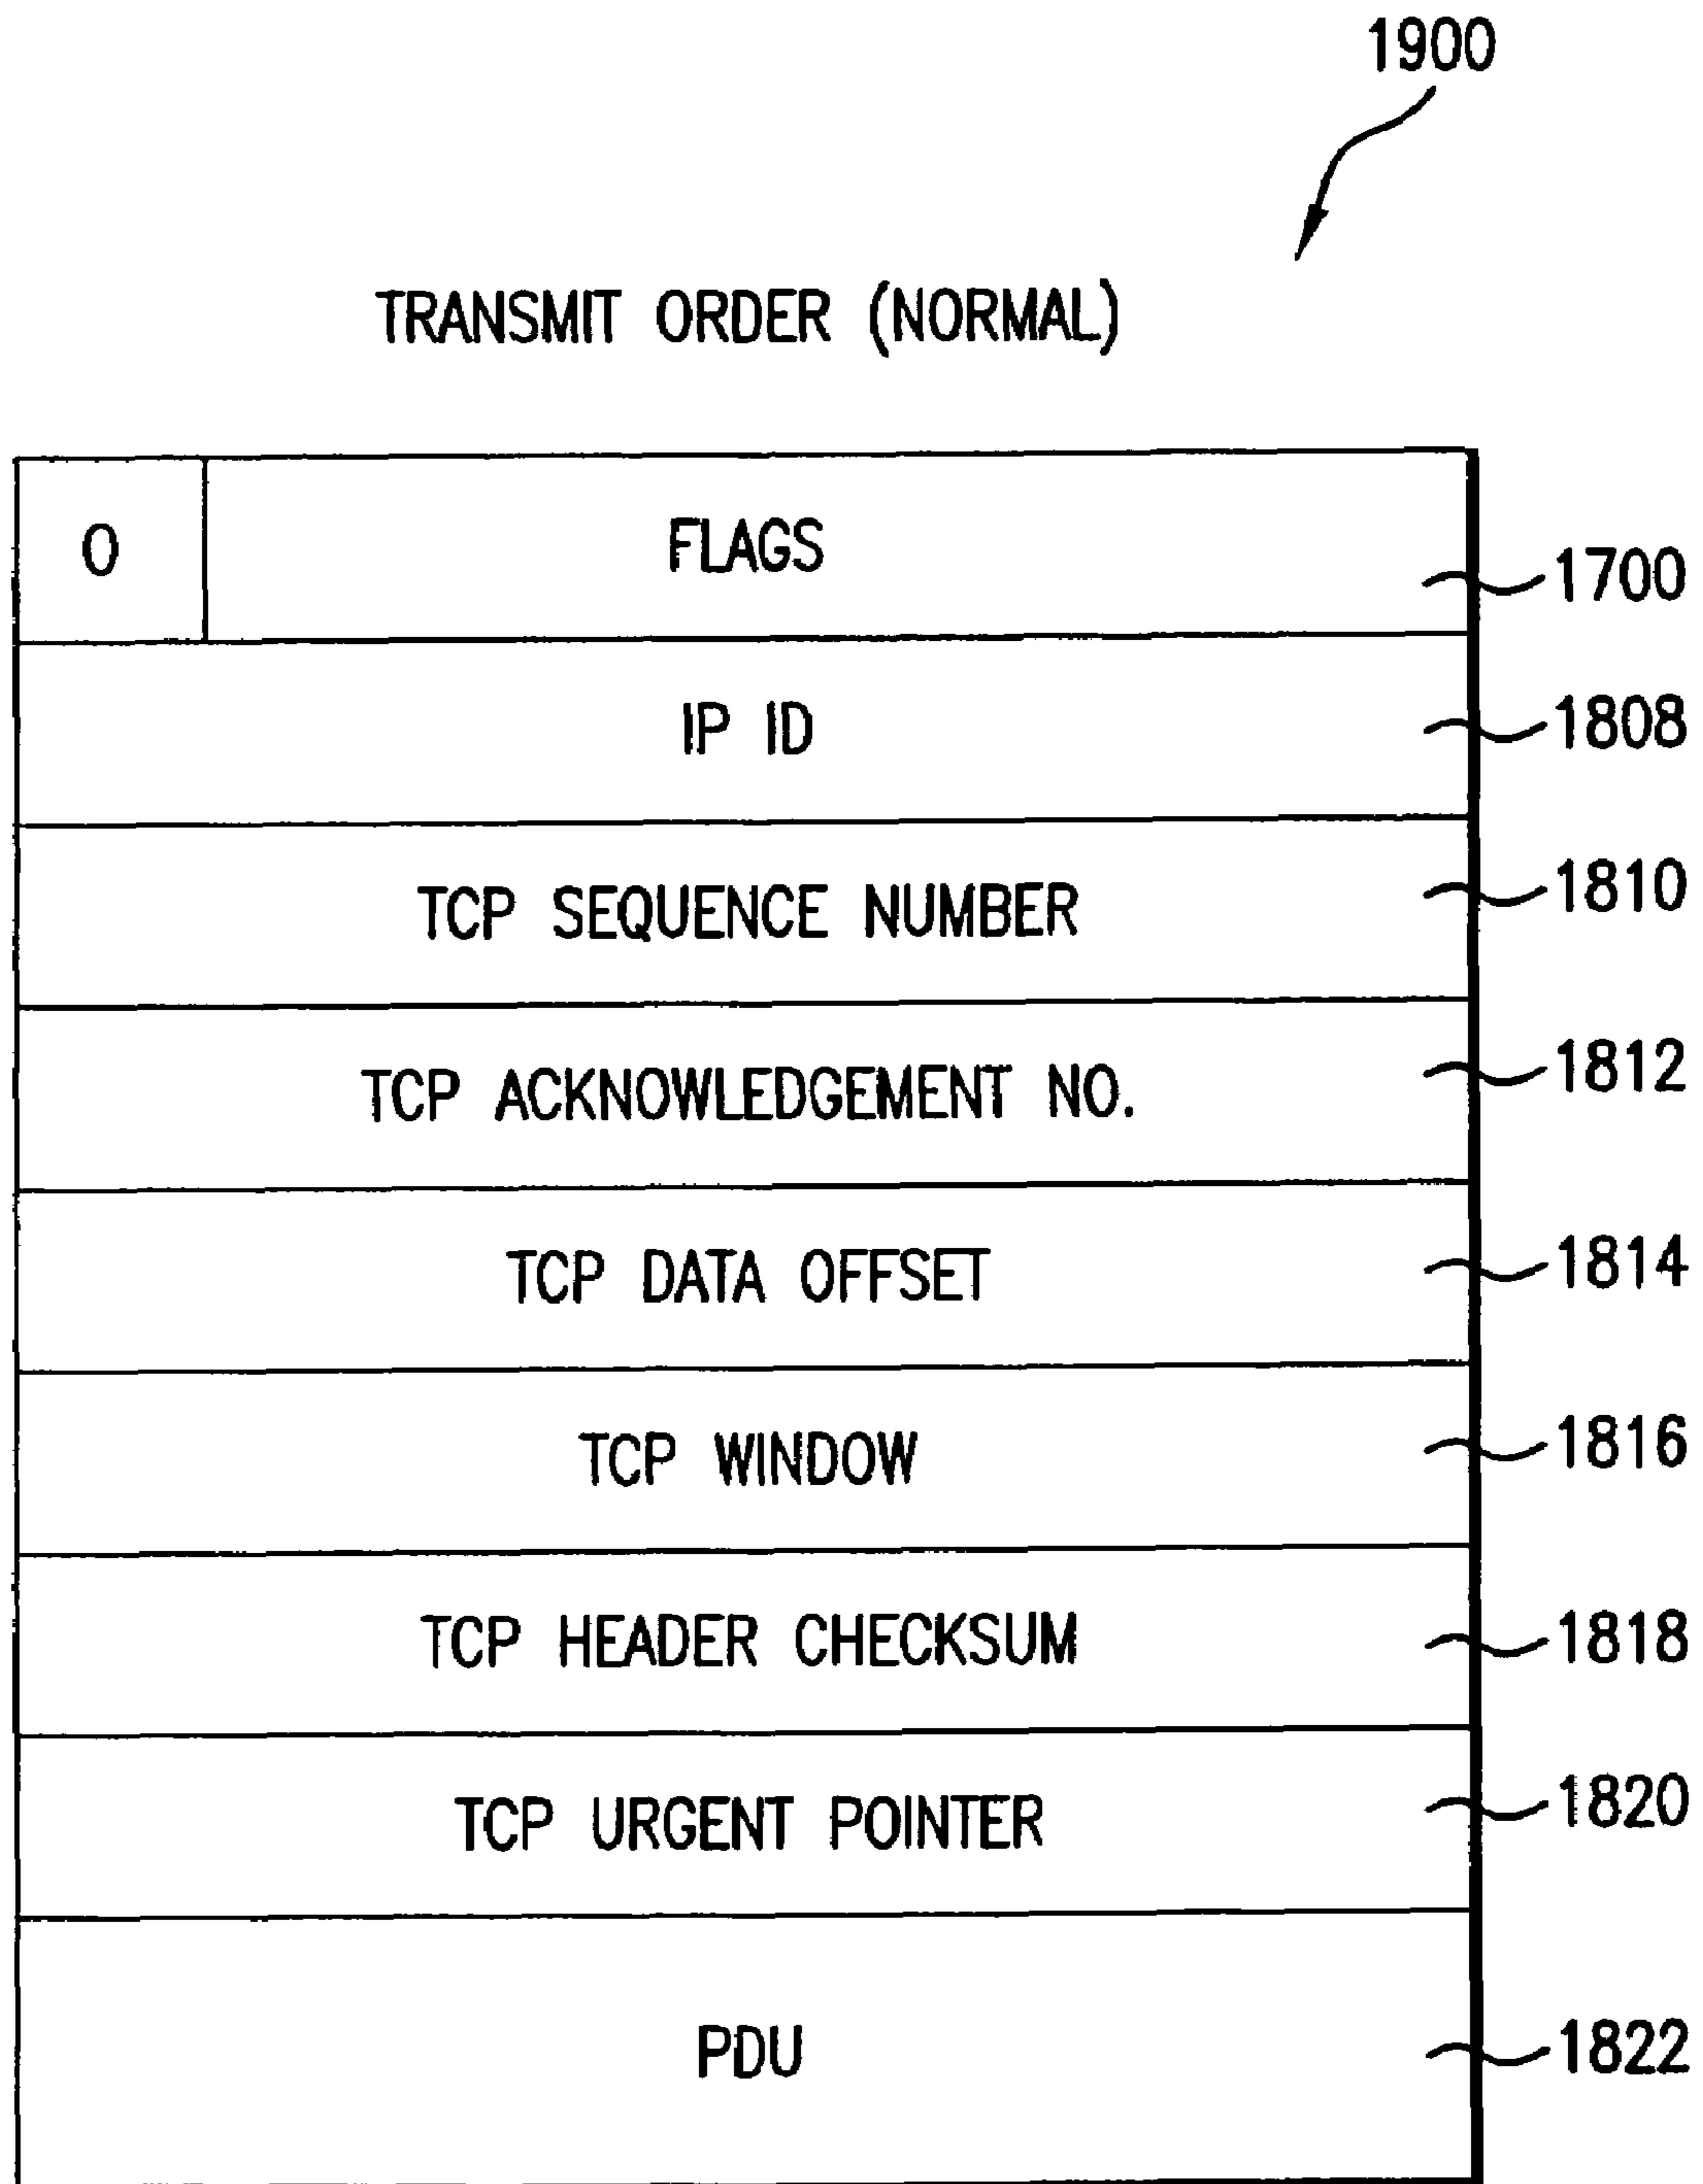 1900
TRANSMIT ORDER (NORMAL)
0 FLAGS 1700
IP ID 1808
TCP SEQUENCE NUMBER 1810
TCP ACKNOWLEDGEMENT NO. 1812
TCP DATA OFFSET 1814
TCP WINDOW 1816
TCP HEADER CHECKSUM 1818
TCP URGENT POINTER 1820
PDU 1822